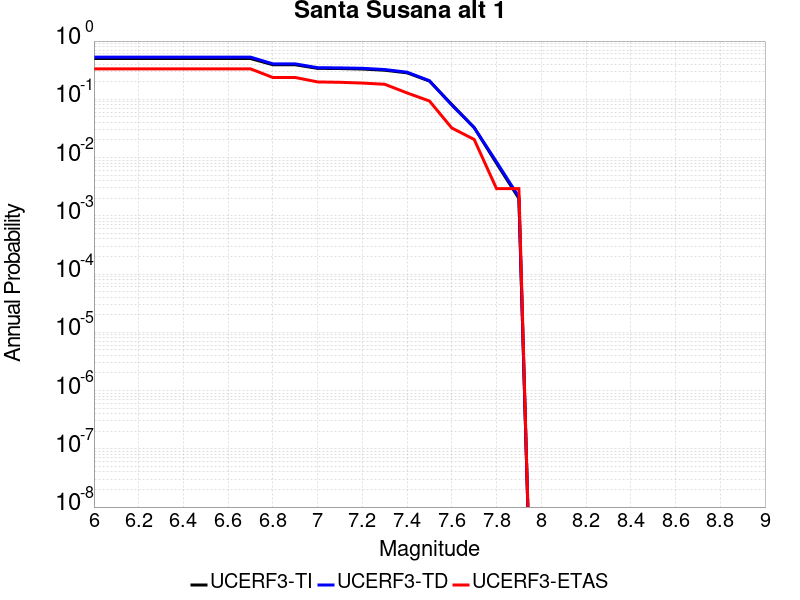 Santa Susana alt 1
10^0
10^-1
10^-2
10^-3
10^-4
10^-5
10^-6
10^-7
10^-8
Annual Probability
6 6.2 6.4 6.6 6.8 7 7.2 7.4 7.6 7.8 8 8.2 8.4 8.6 8.8 9
Magnitude
UCERF3-TI UCERF3-TD UCERF3-ETAS